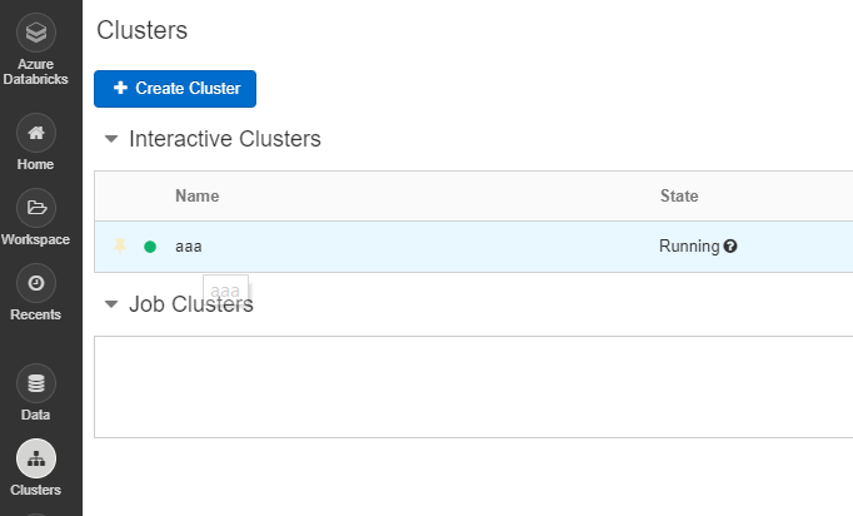 Azure
Databricks
Home
Workspace
Recents
Data
Clusters
Clusters
Create Cluster
Interactive Clusters
Name State
aaa Running
aaa
Job Clusters